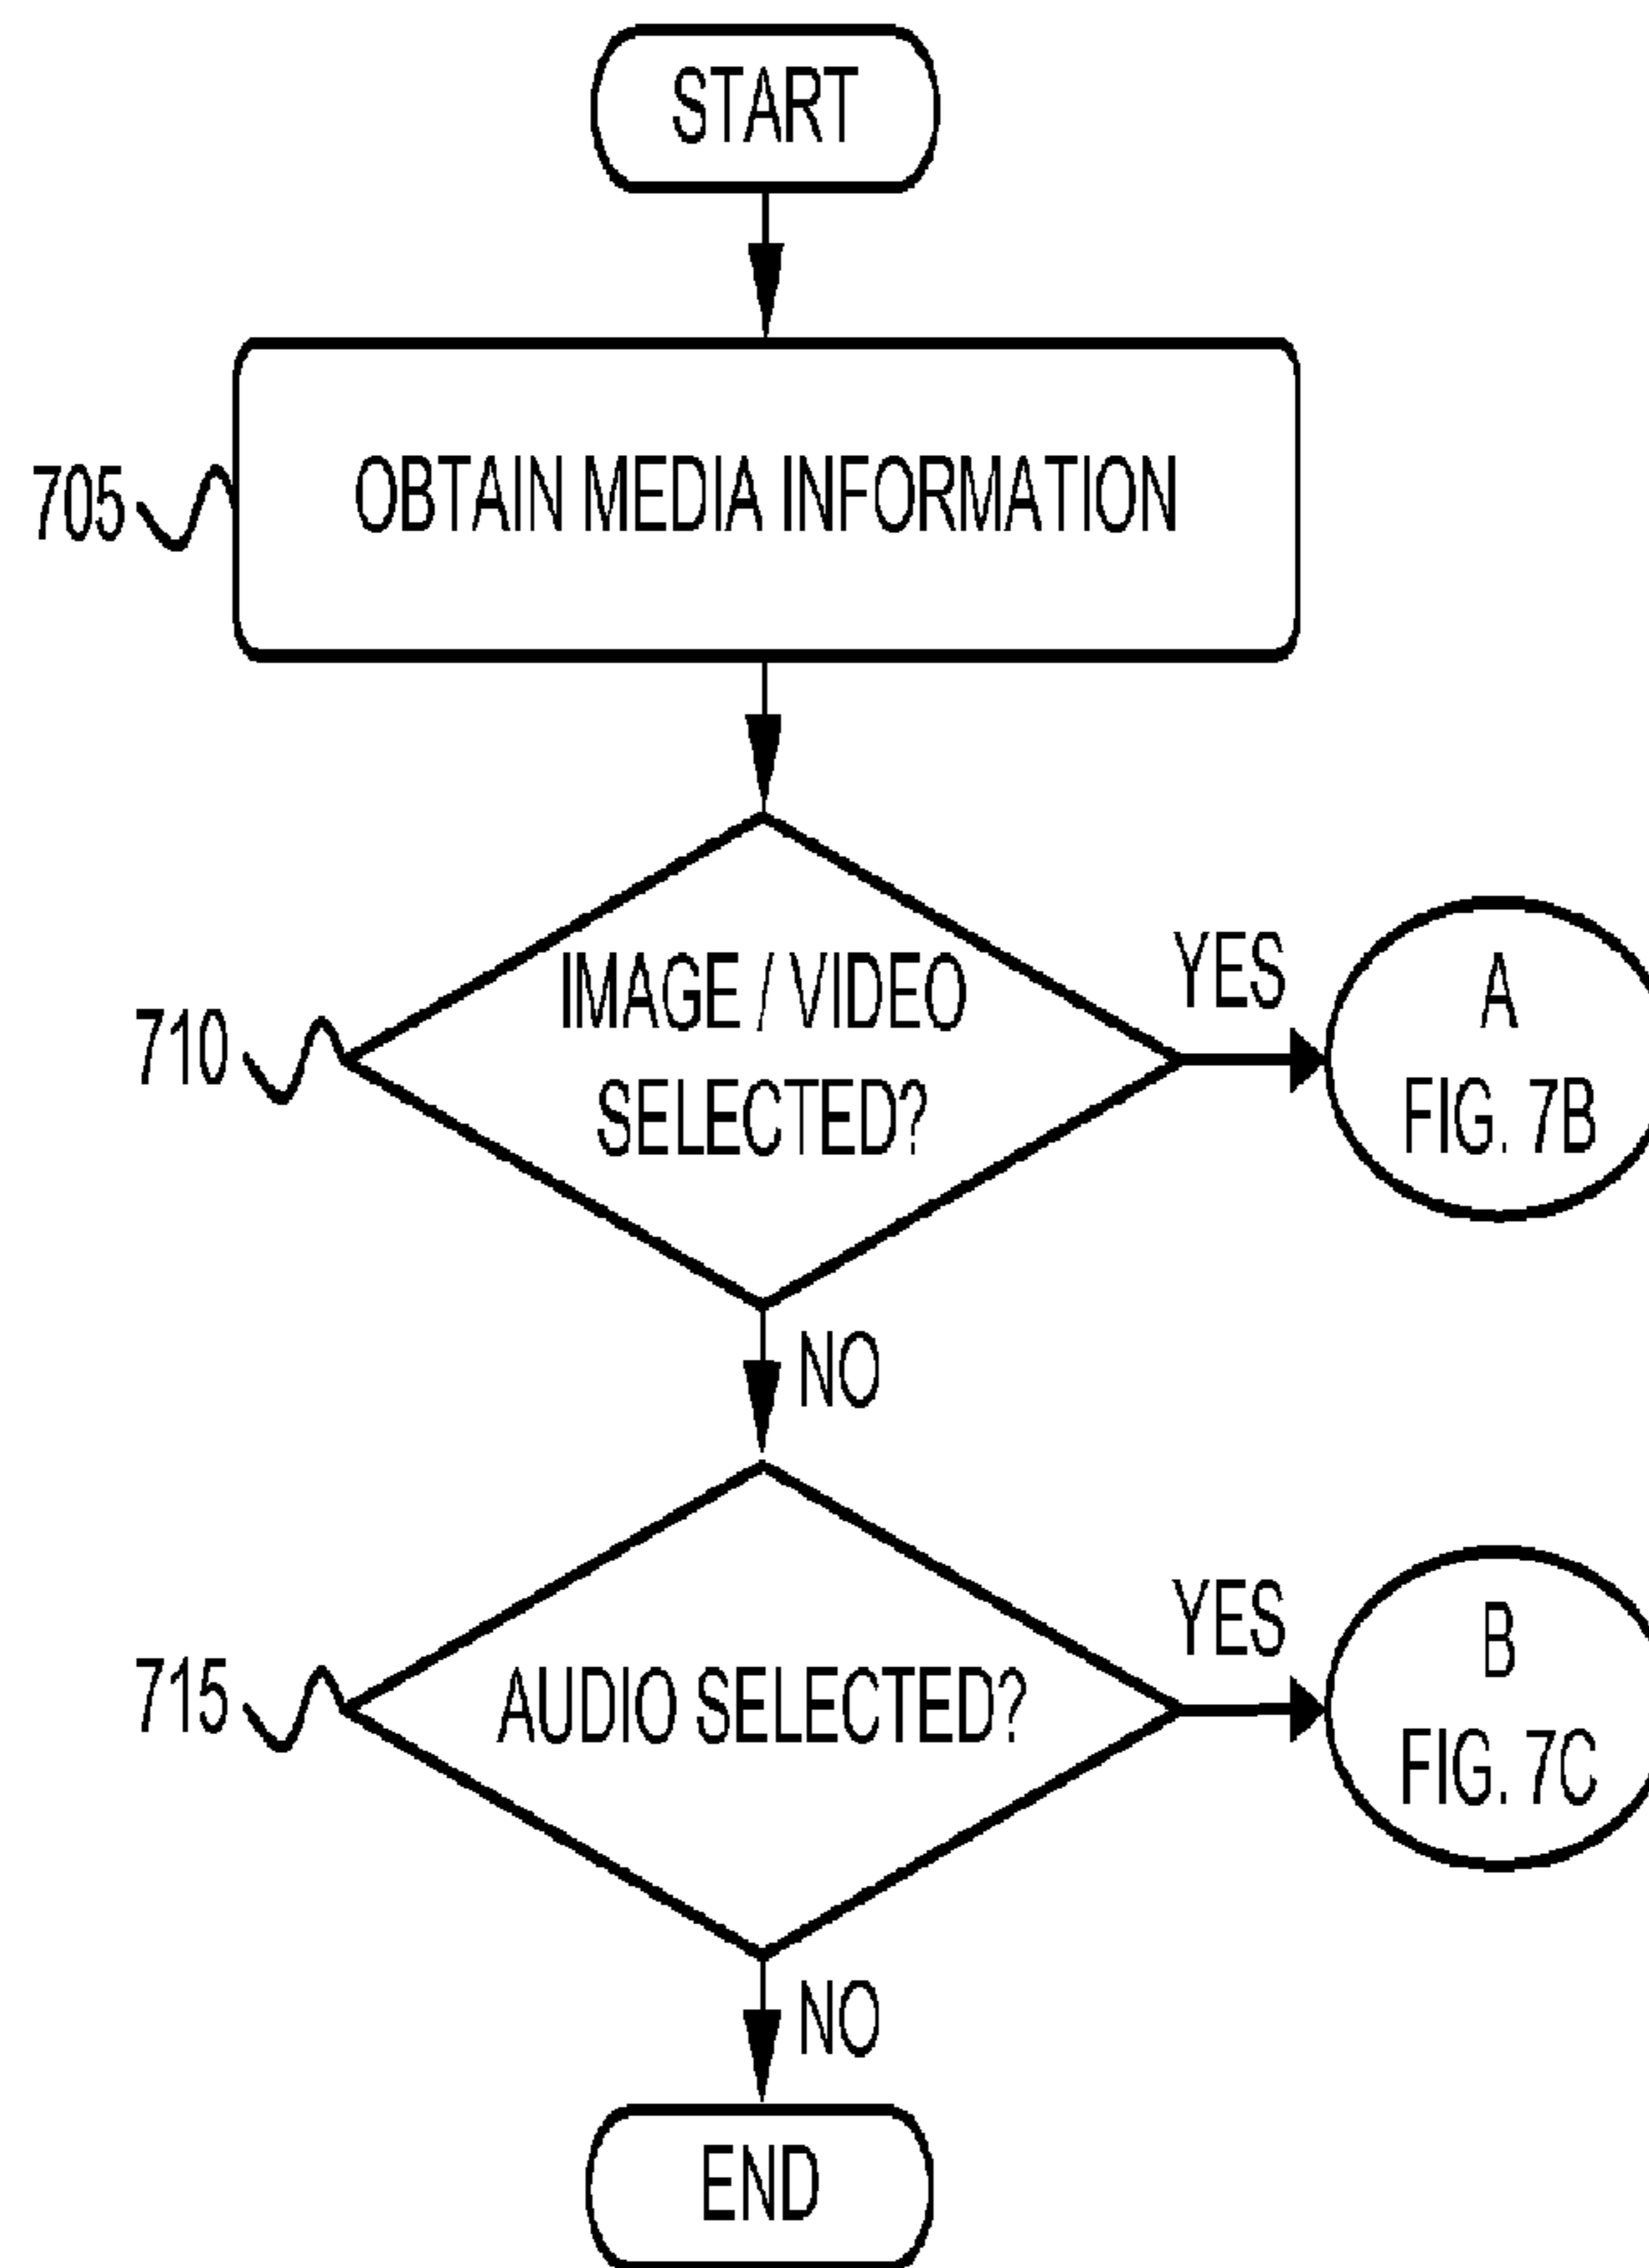 START
705
OBTAIN MEDIA INFORMATION
710
IMAGE / VIDEO
SELECTED?
YES
A
FIG. 7B
NO
715
AUDIO SELECTED?
YES
B
FIG. 7C
NO
END